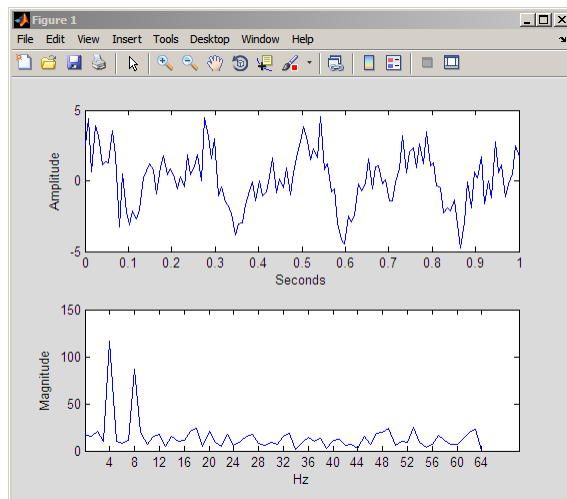 Figure 1
File Edit View Insert Tools Desktop Window Help
5
0
-5
Amplitude
0 0.1 0.2 0.3 0.4 0.5 0.6 0.7 0.8 0.9 1
Seconds
150
100
50
0
Magnitude
4 8 12 16 20 24 28 32 36 40 44 48 52 56 60 64
Hz